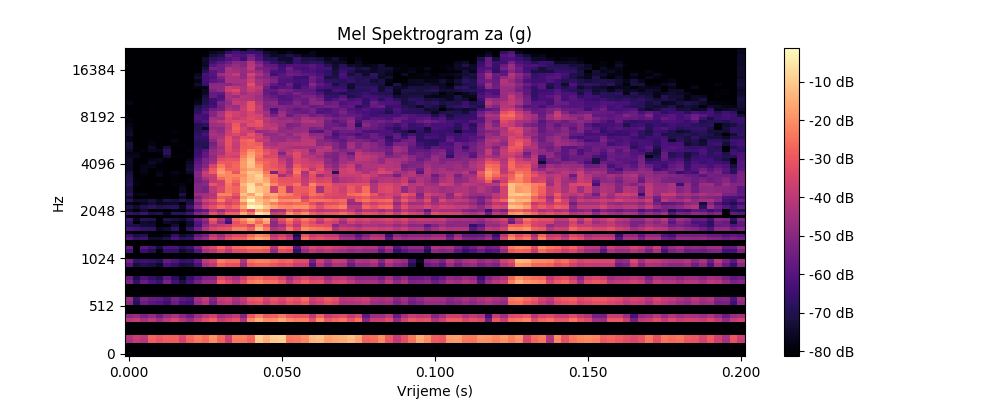 Mel Spektrogram za (g)
16384
8192
4096
2048
1024
512
0
Hz
0.000 0.050 0.100 0.150 0.200
Vrijeme (s)
-10 dB
-20 dB
-30 dB
-40 dB
-50 dB
-60 dB
-70 dB
-80 dB